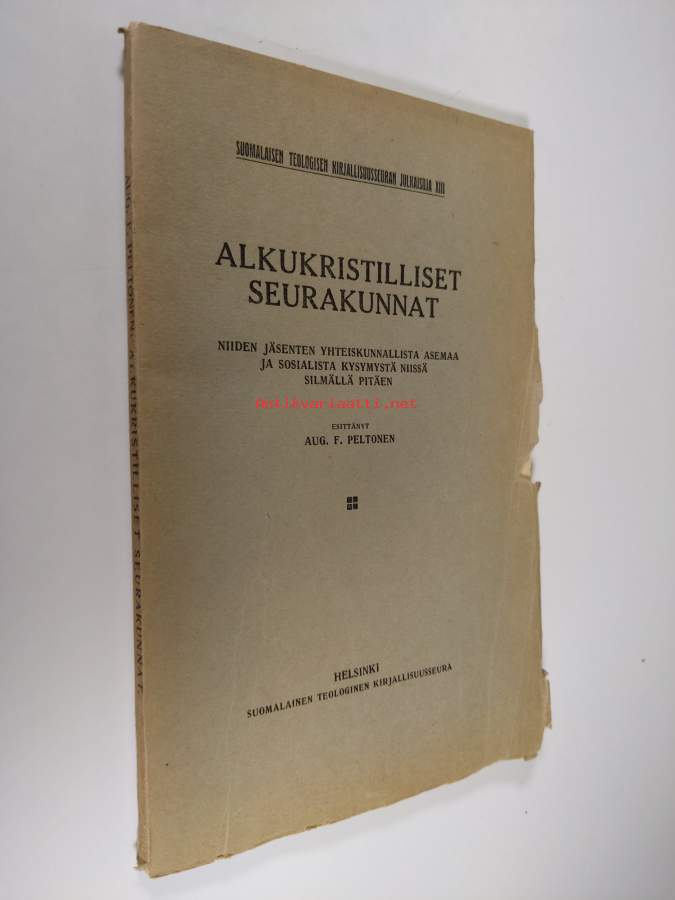 SUOMALAISEN TEOLOGISEN KIRJALLISUUSSEURAN JULKAISUJA XIII
ALKUKRISTILLISET
SEURAKUNNAT
NIIDEN JÄSENTEN YHTEISKUNNALLISTA ASEMAA
JA SOSIALISTA KYSYMYSTÄ NIISSÄ
SILMÄLLÄ PITÄEN
antikvariaatti.net
ESITTÄNYT
AUG. F. PELTONEN
HELSINKI
SUOMALAINEN TEOLOGINEN KIRJALLISUUSSEURA
AUG. F. PELTONEN: ALKUKRISTILLISET SEURAKUNNAT.